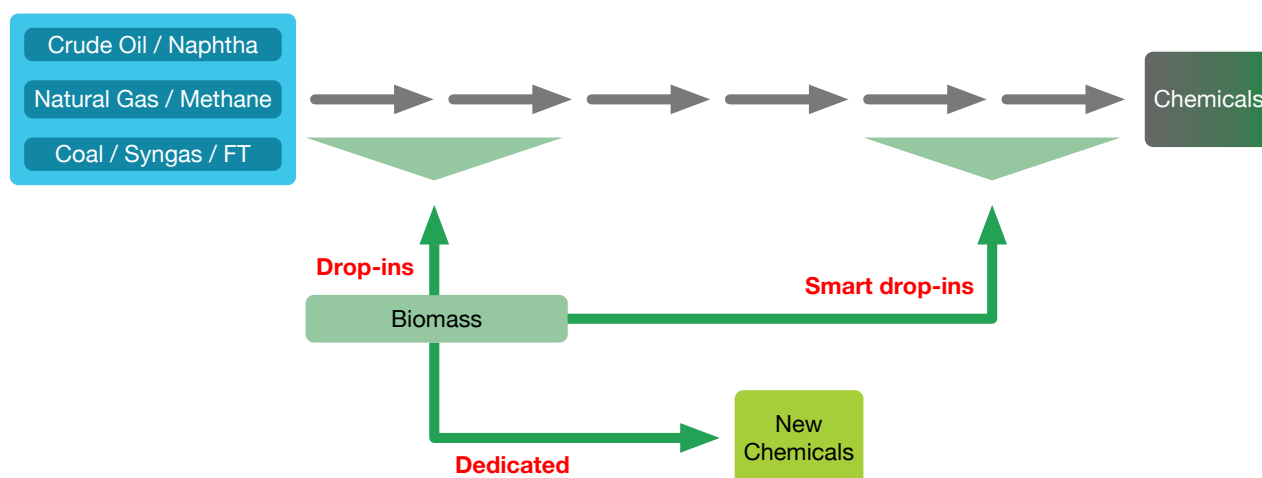 Crude Oil / Naphtha
Natural Gas / Methane
Coal / Syngas / FT
Chemicals
Drop-ins
Smart drop-ins
Biomass
New
Chemicals
Dedicated